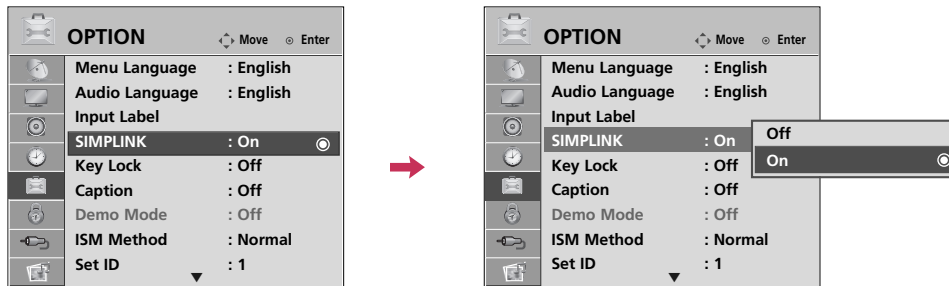 OPTION Move Enter
Menu Language : English
Audio Language : English
Input Label
SIMPLINK : On
Key Lock : Off
Caption : Off
Demo Mode : Off
ISM Method : Normal
Set ID : 1
OPTION Move Enter
Menu Language : English
Audio Language : English
Input Label
SIMPLINK : On
Key Lock : Off
Caption : Off
Demo Mode : Off
ISM Method : Normal
Set ID : 1
Off
On